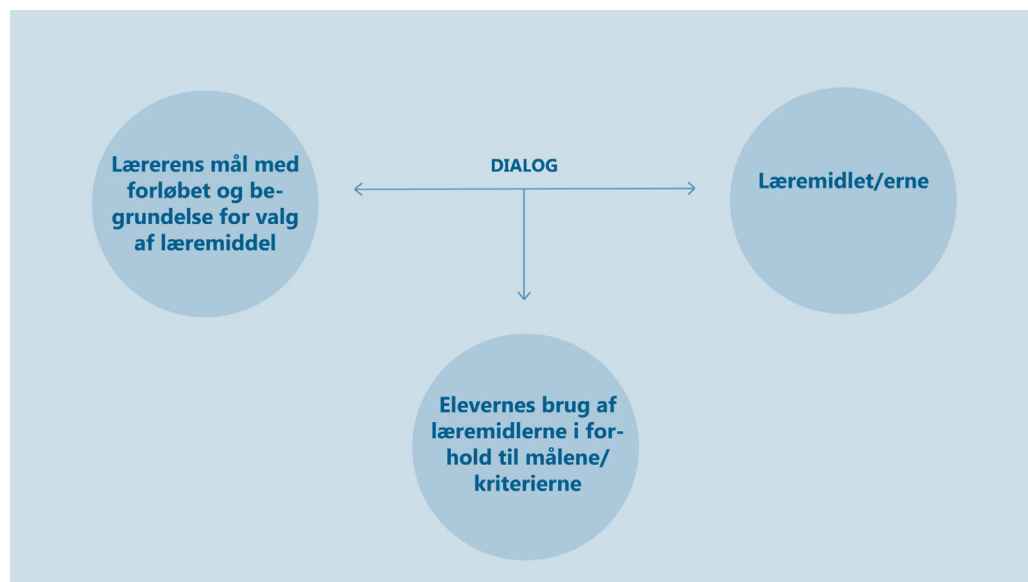 Lærerens mål med
forløbet og be-
grundelse for valg
af læremiddel
DIALOG
Læremidlet/erne
Elevernes brug af
læremidlerne i for-
hold til målene/
kriterierne